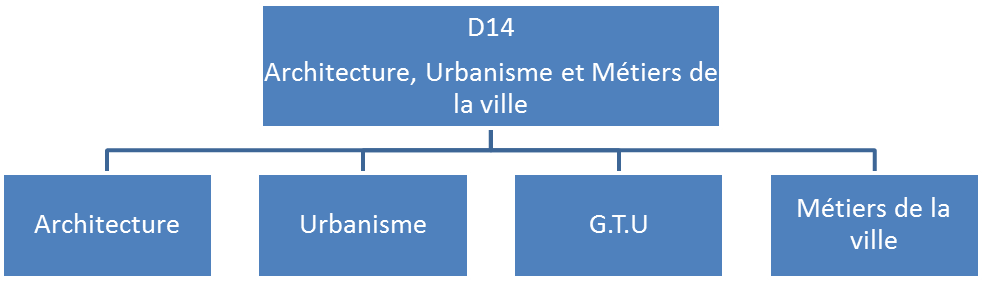 D14
Architecture, Urbanisme et Métiers de
la ville
Architecture
Urbanisme
G.T.U
Métiers de la
ville